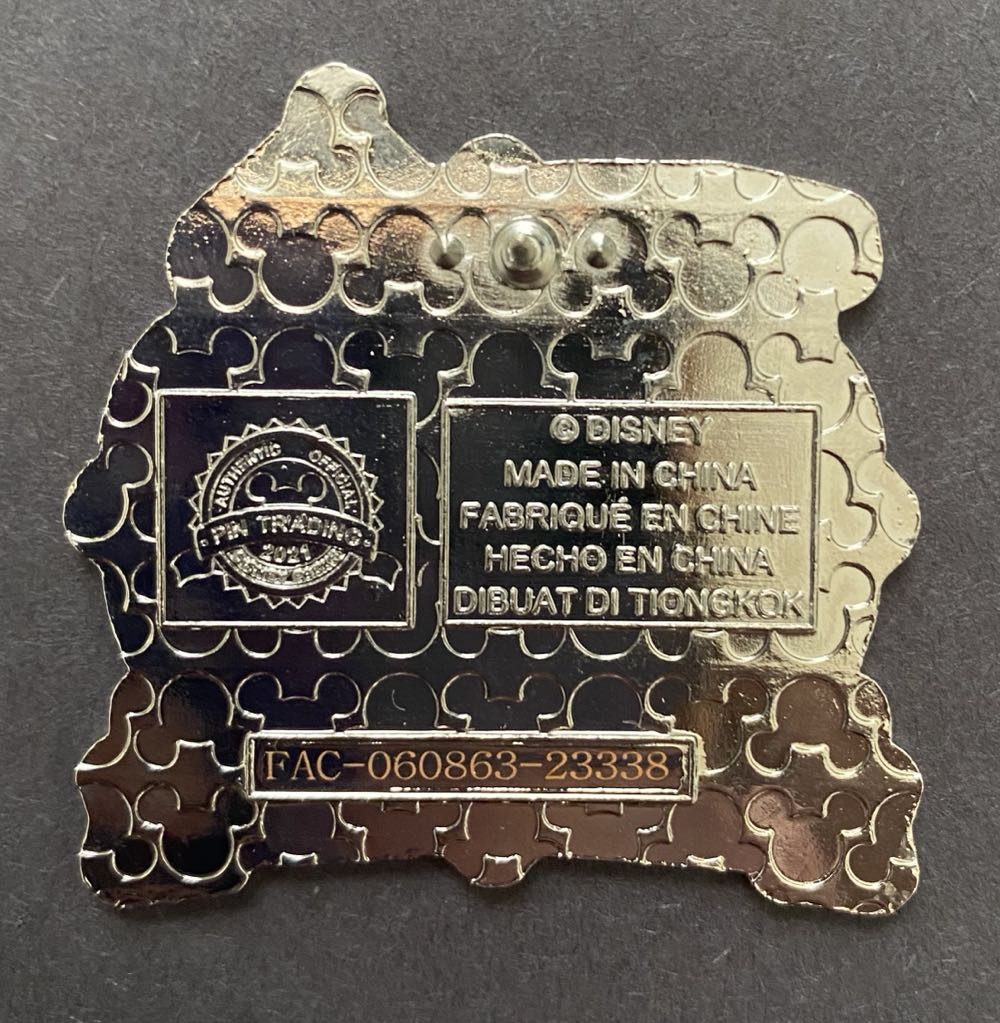 AUTHENTIC OFFICIAL
PIN TRADING
2021
© DISNEY
MADE IN CHINA
FABRIQUÉ EN CHINE
HECHO EN CHINA
DIBUAT DI TIONGKOK
FAC-060863-23338